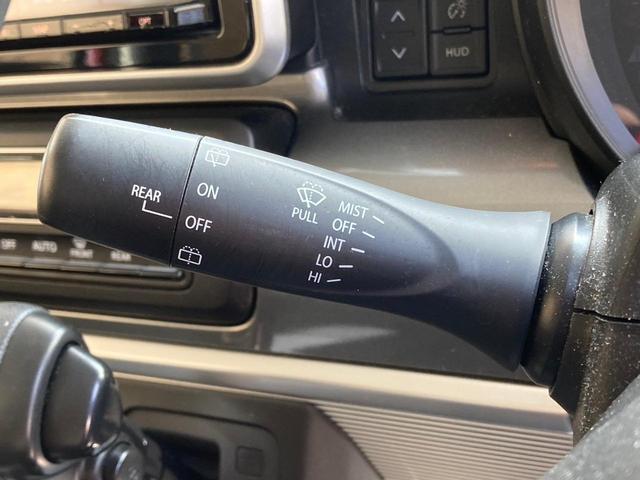 HUD
REAR
ON
OFF
PULL
MIST
OFF
INT
LO
HI
OFF
AUTO
FRONT
REAR